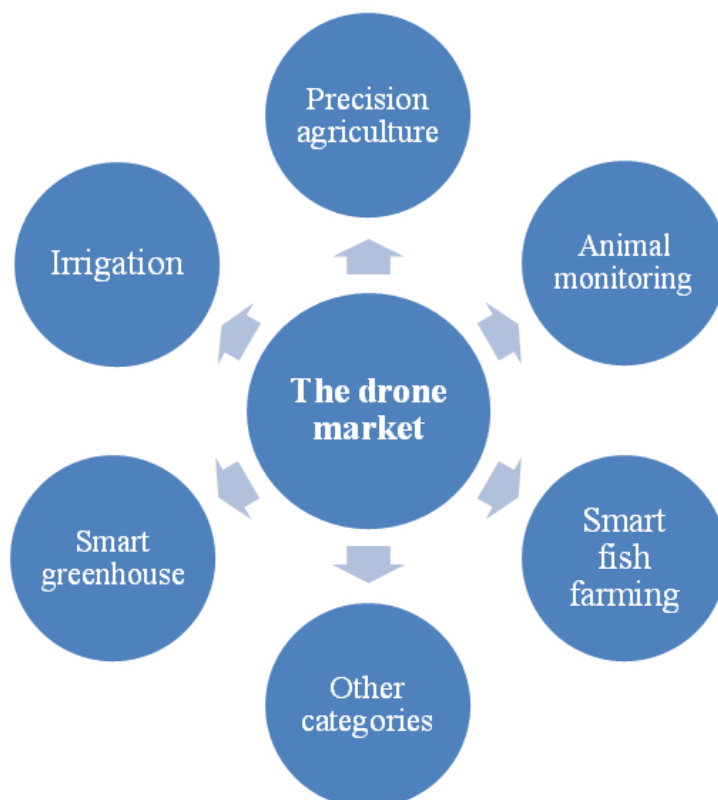 Precision
agriculture
Irrigation
Animal
monitoring
The drone
market
Smart
greenhouse
Smart
fish
farming
Other
categories